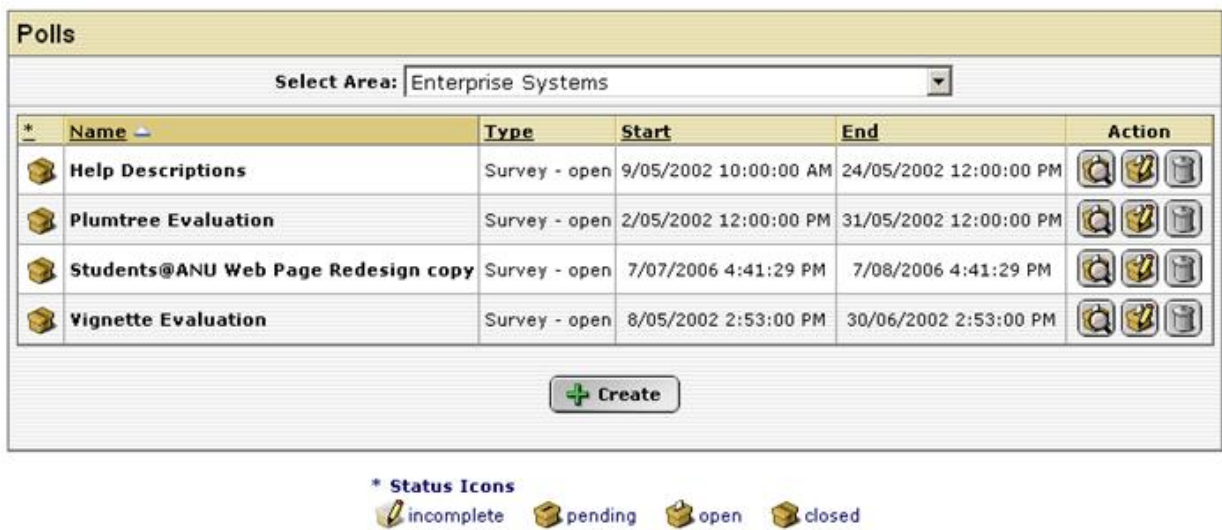 Polls
Select Area: Enterprise Systems
* Name Type Start End Action
Help Descriptions Survey - open 9/05/2002 10:00:00 AM 24/05/2002 12:00:00 PM
Plumtree Evaluation Survey - open 2/05/2002 12:00:00 PM 31/05/2002 12:00:00 PM
Students@ANU Web Page Redesign copy Survey - open 7/07/2006 4:41:29 PM 7/08/2006 4:41:29 PM
Vignette Evaluation Survey - open 8/05/2002 2:53:00 PM 30/06/2002 2:53:00 PM
Create
* Status Icons
incomplete pending open closed